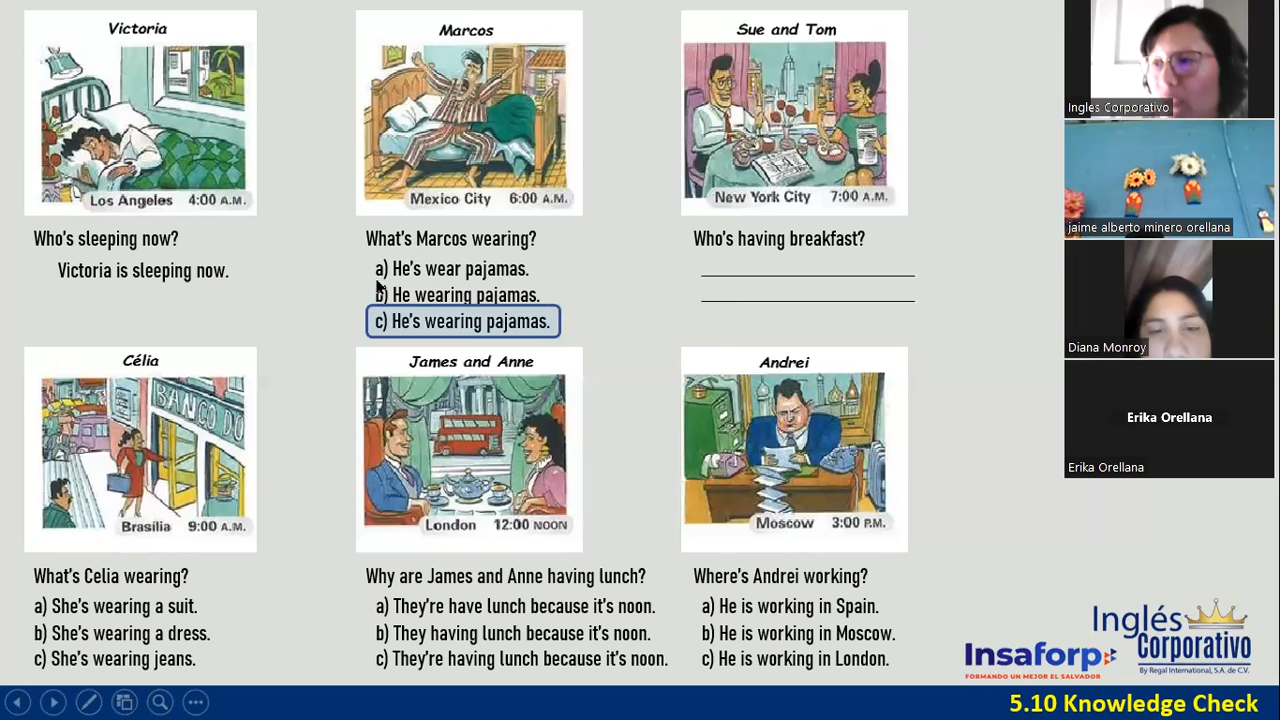 Victoria
Los Angeles 4:00 A.M.
Who's sleeping now?
Victoria is sleeping now.
Marcos
Mexico City 6:00 A.M.
What's Marcos wearing?
a) He's wear pajamas.
b) He wearing pajamas.
c) He's wearing pajamas.
Sue and Tom
New York City 7:00 A.M.
Who's having breakfast?
Célia
BANCO DO
Brasília 9:00 A.M.
What's Celia wearing?
a) She's wearing a suit.
b) She's wearing a dress.
c) She's wearing jeans.
James and Anne
London 12:00 NOON
Why are James and Anne having lunch?
a) They're have lunch because it's noon.
b) They having lunch because it's noon.
c) They're having lunch because it's noon.
Andrei
Moscow 3:00 P.M.
Where's Andrei working?
a) He is working in Spain.
b) He is working in Moscow.
c) He is working in London.
Insaforp
FORMANDO UN MEJOR EL SALVADOR
Inglés
Corporativo
By Regal International, S.A. de C.V.
5.10 Knowledge Check
Ingles Corporativo
jaime alberto minero orellana
Diana Monroy
Erika Orellana
Erika Orellana